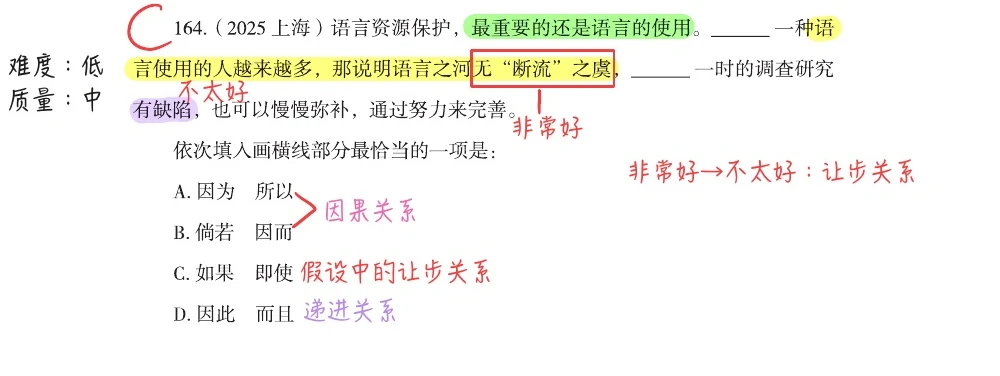 C 164.（2025 上海）语言资源保护，最重要的还是语言的使用。______ 一种语
难度：低 言使用的人越来越多，那说明语言之河无“断流”之虞，______ 一时的调查研究
不太好
质量：中 有缺陷，也可以慢慢弥补，通过努力来完善。
非常好
依次填入画横线部分最恰当的一项是：
非常好→不太好：让步关系
A. 因为 所以
因果关系
B. 倘若 因而
C. 如果 即使 假设中的让步关系
D. 因此 而且 递进关系